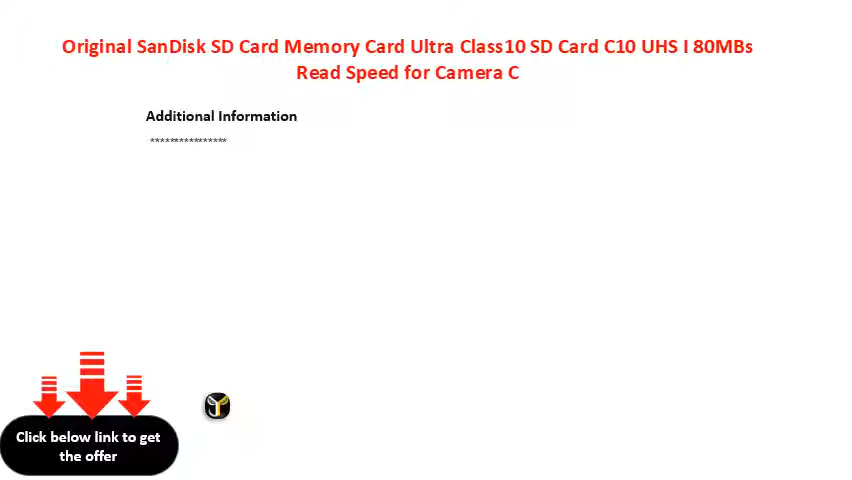 Original SanDisk SD Card Memory Card Ultra Class10 SD Card C10 UHS I 80MBs
Read Speed for Camera C
Additional Information
****************
Click below link to get
the offer